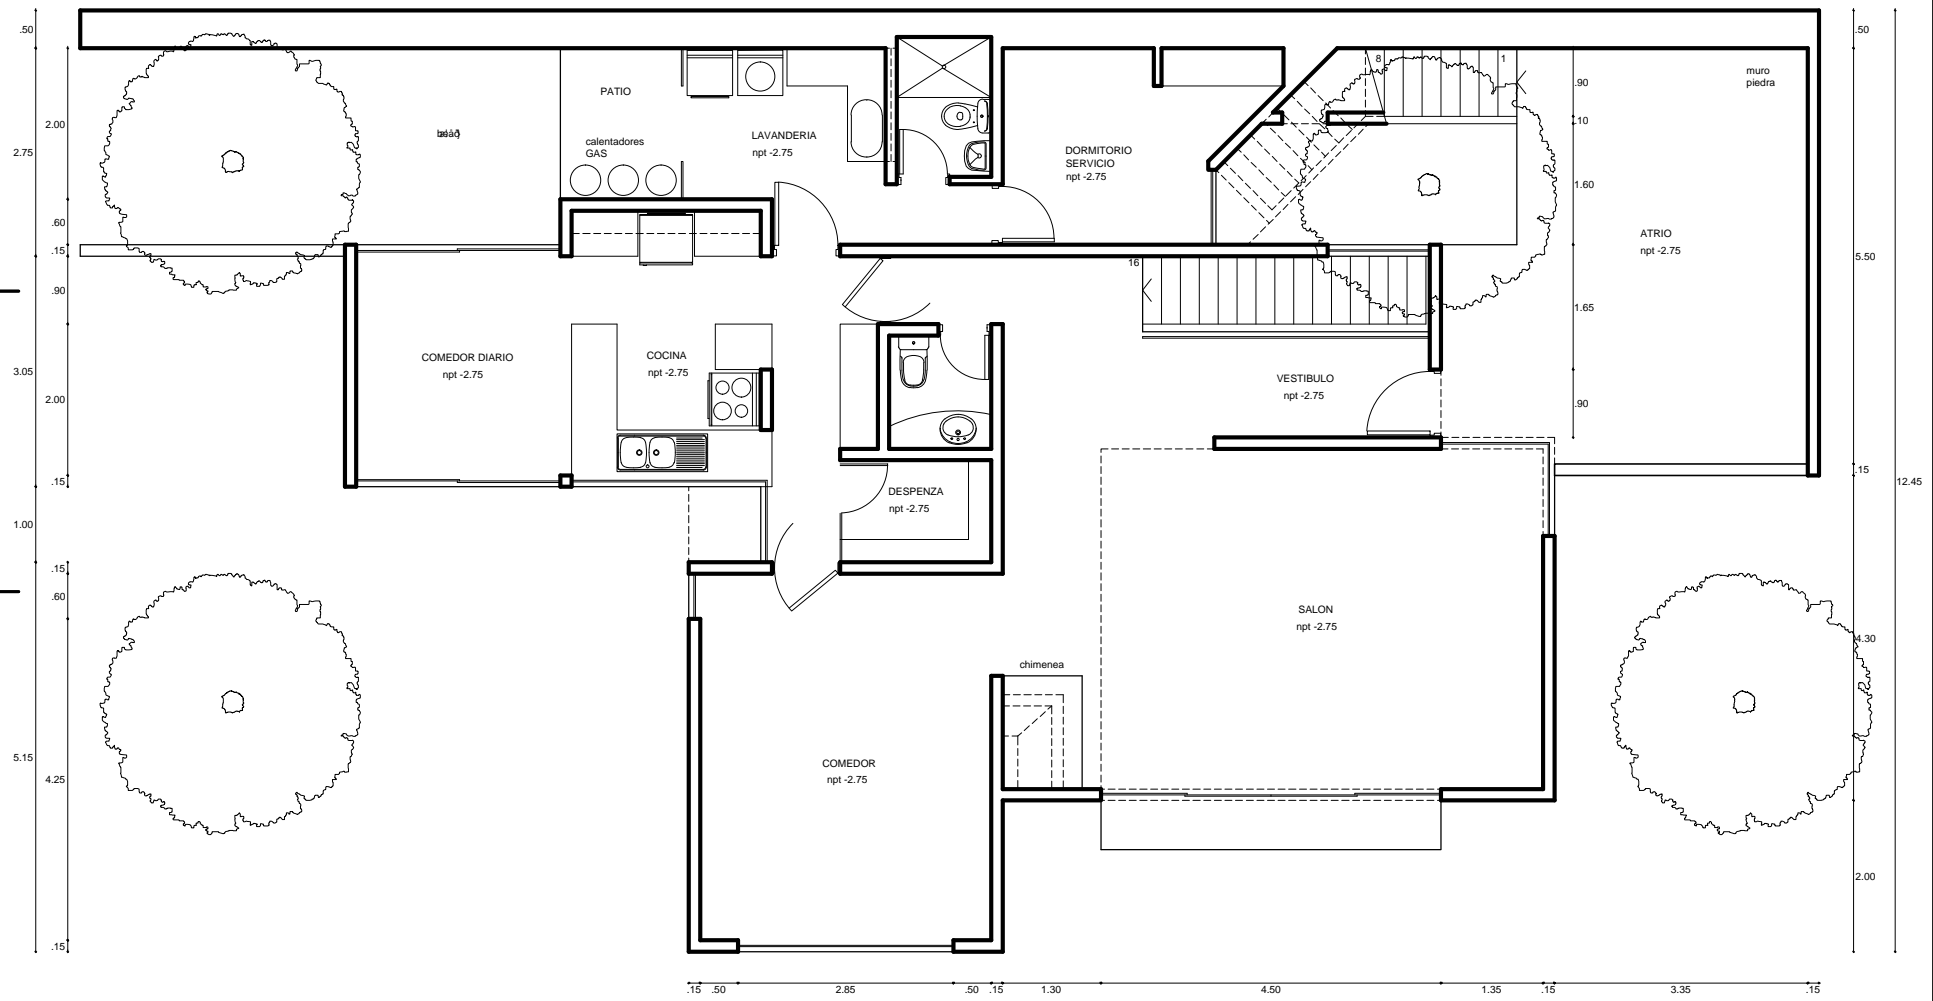 .50
2.00
2.75
.60
.15
.90
3.05
2.00
.15
1.00
.15
.60
5.15
4.25
.15
PATIO
calentadores
GAS
LAVANDERIA
npt -2.75
DORMITORIO
SERVICIO
npt -2.75
8
1
muro
piedra
ATRIO
npt -2.75
16
COMEDOR DIARIO
npt -2.75
COCINA
npt -2.75
VESTIBULO
npt -2.75
DESPENZA
npt -2.75
SALON
npt -2.75
chimenea
COMEDOR
npt -2.75
.90
.10
1.60
1.65
.90
.50
5.50
.15
12.45
4.30
2.00
.15 .50 2.85 .50 .15 1.30 4.50 1.35 .15 3.35 .15